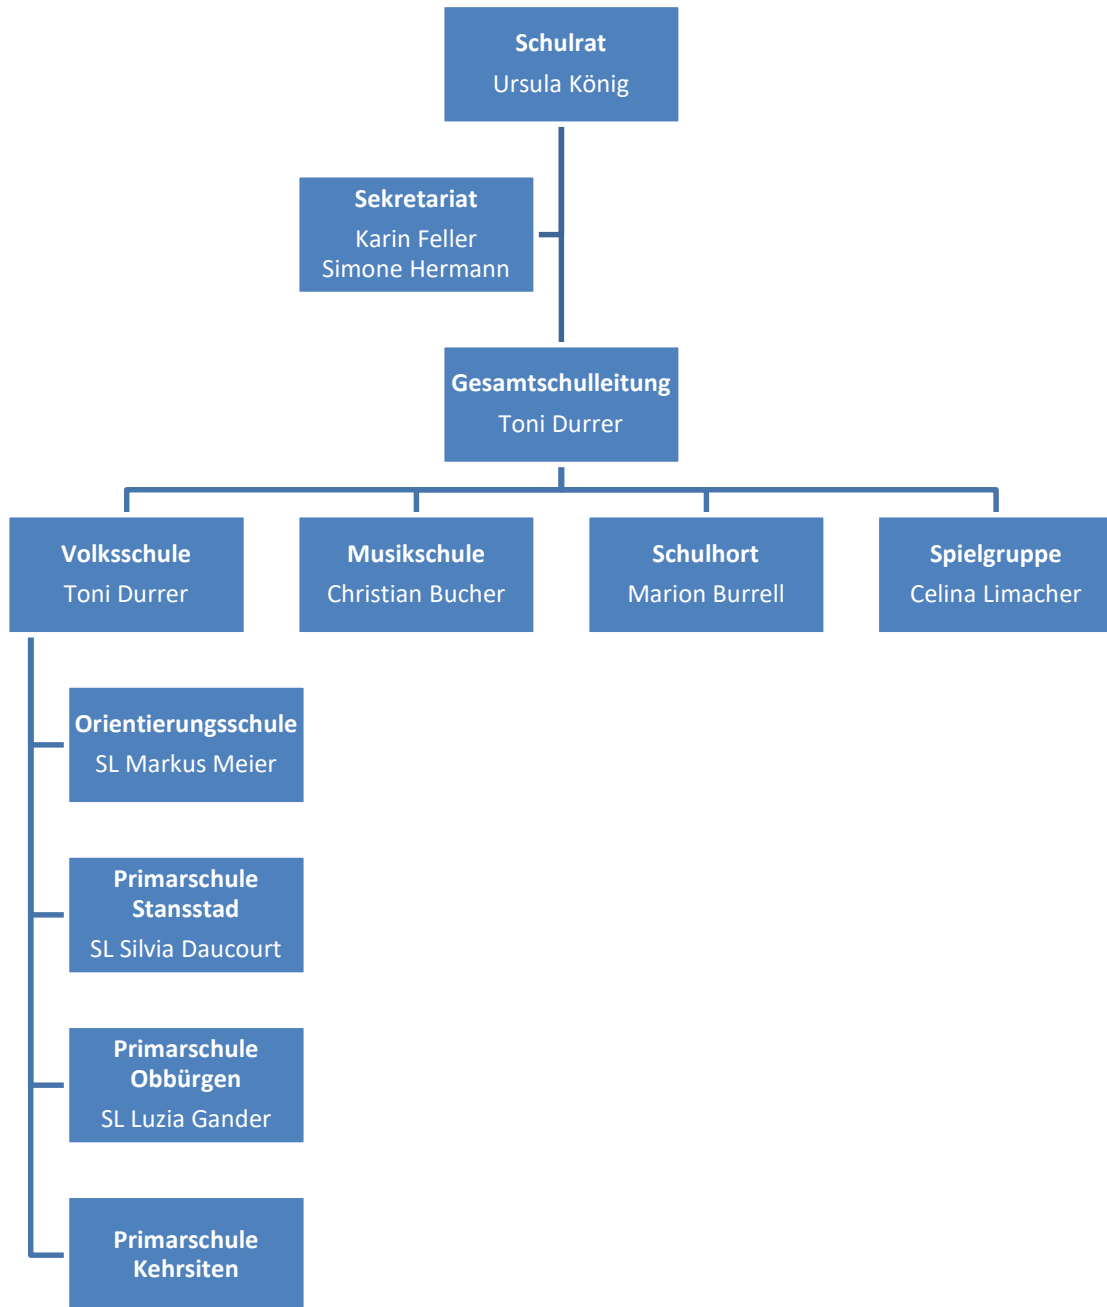 Schulrat
Ursula König
Sekretariat
Karin Feller
Simone Hermann
Gesamtschulleitung
Toni Durrer
Volksschule
Toni Durrer
Musikschule
Christian Bucher
Schulhort
Marion Burrell
Spielgruppe
Celina Limacher
Orientierungsschule
SL Markus Meier
Primarschule
Stansstad
SL Silvia Daucourt
Primarschule
Obbürgen
SL Luzia Gander
Primarschule
Kehrsiten